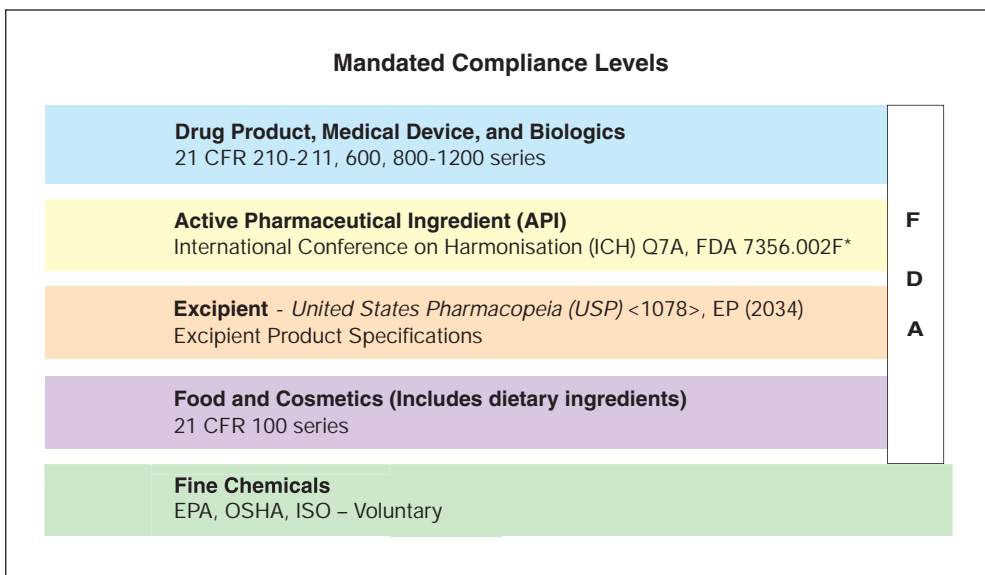 Mandated Compliance Levels
Drug Product, Medical Device, and Biologics
21 CFR 210-211, 600, 800-1200 series
Active Pharmaceutical Ingredient (API)
International Conference on Harmonisation (ICH) Q7A, FDA 7356.002F*
Excipient - United States Pharmacopeia (USP) <1078>, EP (2034)
Excipient Product Specifications
Food and Cosmetics (Includes dietary ingredients)
21 CFR 100 series
Fine Chemicals
EPA, OSHA, ISO – Voluntary
F
D
A